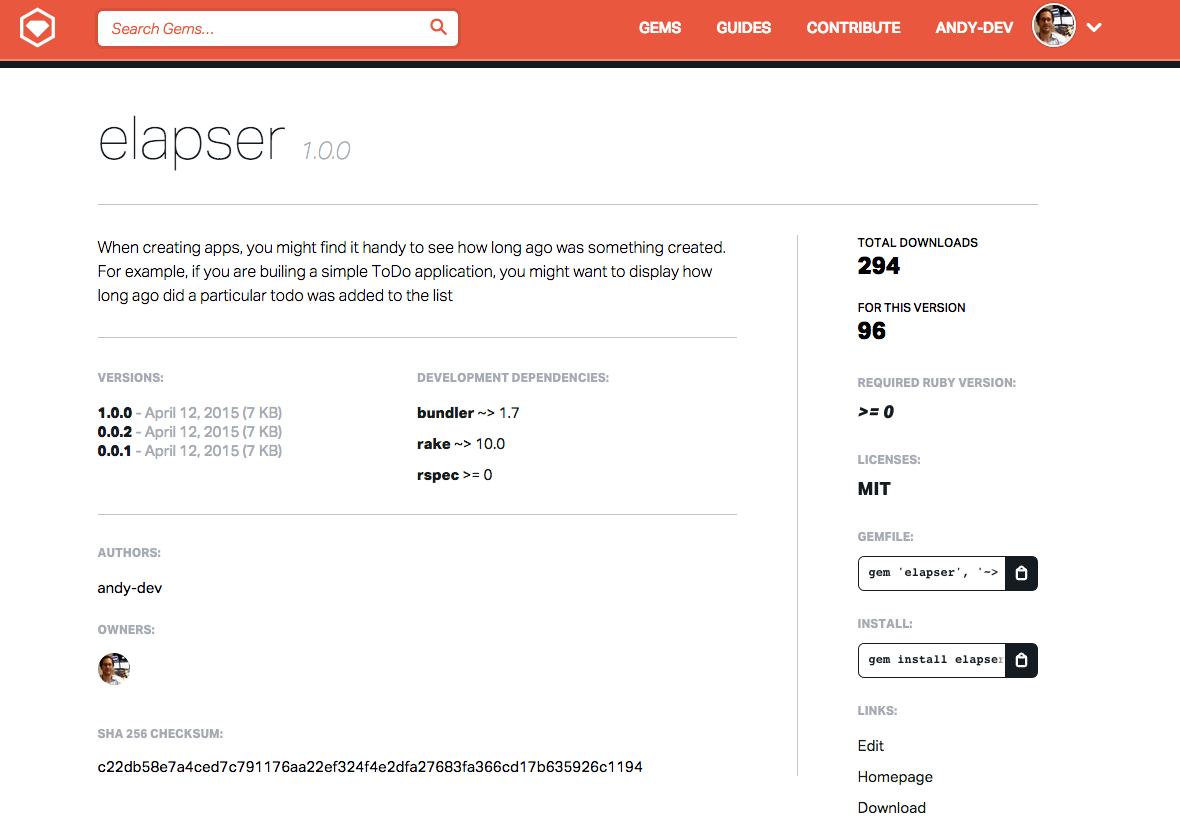 Search Gems...
GEMS
GUIDES
CONTRIBUTE
ANDY-DEV
elapser 1.0.0
When creating apps, you might find it handy to see how long ago was something created.
For example, if you are builing a simple ToDo application, you might want to display how
long ago did a particular todo was added to the list
VERSIONS:
1.0.0 - April 12, 2015 (7 KB)
0.0.2 - April 12, 2015 (7 KB)
0.0.1 - April 12, 2015 (7 KB)
DEVELOPMENT DEPENDENCIES:
bundler ~> 1.7
rake ~> 10.0
rspec >= 0
AUTHORS:
andy-dev
OWNERS:
SHA 256 CHECKSUM:
c22db58e7a4ced7c791176aa22ef324f4e2dfa27683fa366cd17b635926c1194
TOTAL DOWNLOADS
294
FOR THIS VERSION
96
REQUIRED RUBY VERSION:
>= 0
LICENSES:
MIT
GEMFILE:
gem 'elapser', '~>
INSTALL:
gem install elapser
LINKS:
Edit
Homepage
Download